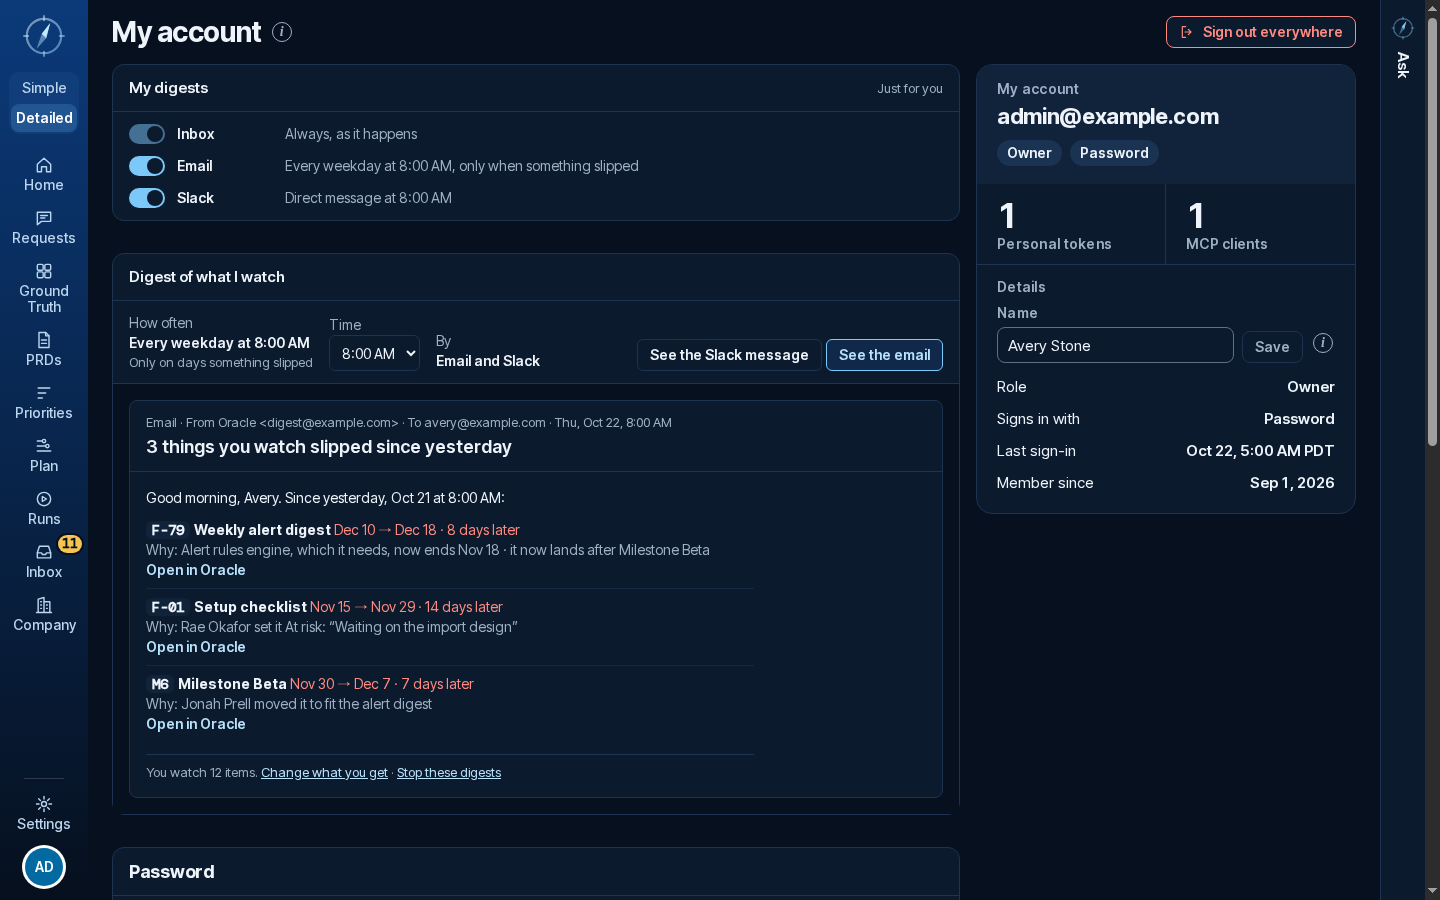 Simple
Detailed
Home
Requests
Ground
Truth
PRDs
Priorities
Plan
Runs
11
Inbox
Company
Settings
AD
My account
i
Sign out everywhere
My digests
Just for you
Inbox
Always, as it happens
Email
Every weekday at 8:00 AM, only when something slipped
Slack
Direct message at 8:00 AM
Digest of what I watch
How often
Every weekday at 8:00 AM
Only on days something slipped
Time
8:00 AM
By
Email and Slack
See the Slack message
See the email
Email · From Oracle <digest@example.com> · To avery@example.com · Thu, Oct 22, 8:00 AM
3 things you watch slipped since yesterday
Good morning, Avery. Since yesterday, Oct 21 at 8:00 AM:
F-79 Weekly alert digest Dec 10 → Dec 18 · 8 days later
Why: Alert rules engine, which it needs, now ends Nov 18 · it now lands after Milestone Beta
Open in Oracle
F-01 Setup checklist Nov 15 → Nov 29 · 14 days later
Why: Rae Okafor set it At risk: “Waiting on the import design”
Open in Oracle
M6 Milestone Beta Nov 30 → Dec 7 · 7 days later
Why: Jonah Prell moved it to fit the alert digest
Open in Oracle
You watch 12 items. Change what you get · Stop these digests
Password
My account
admin@example.com
Owner
Password
1
Personal tokens
1
MCP clients
Details
Name
Avery Stone
Save
i
Role
Owner
Signs in with
Password
Last sign-in
Oct 22, 5:00 AM PDT
Member since
Sep 1, 2026
Ask